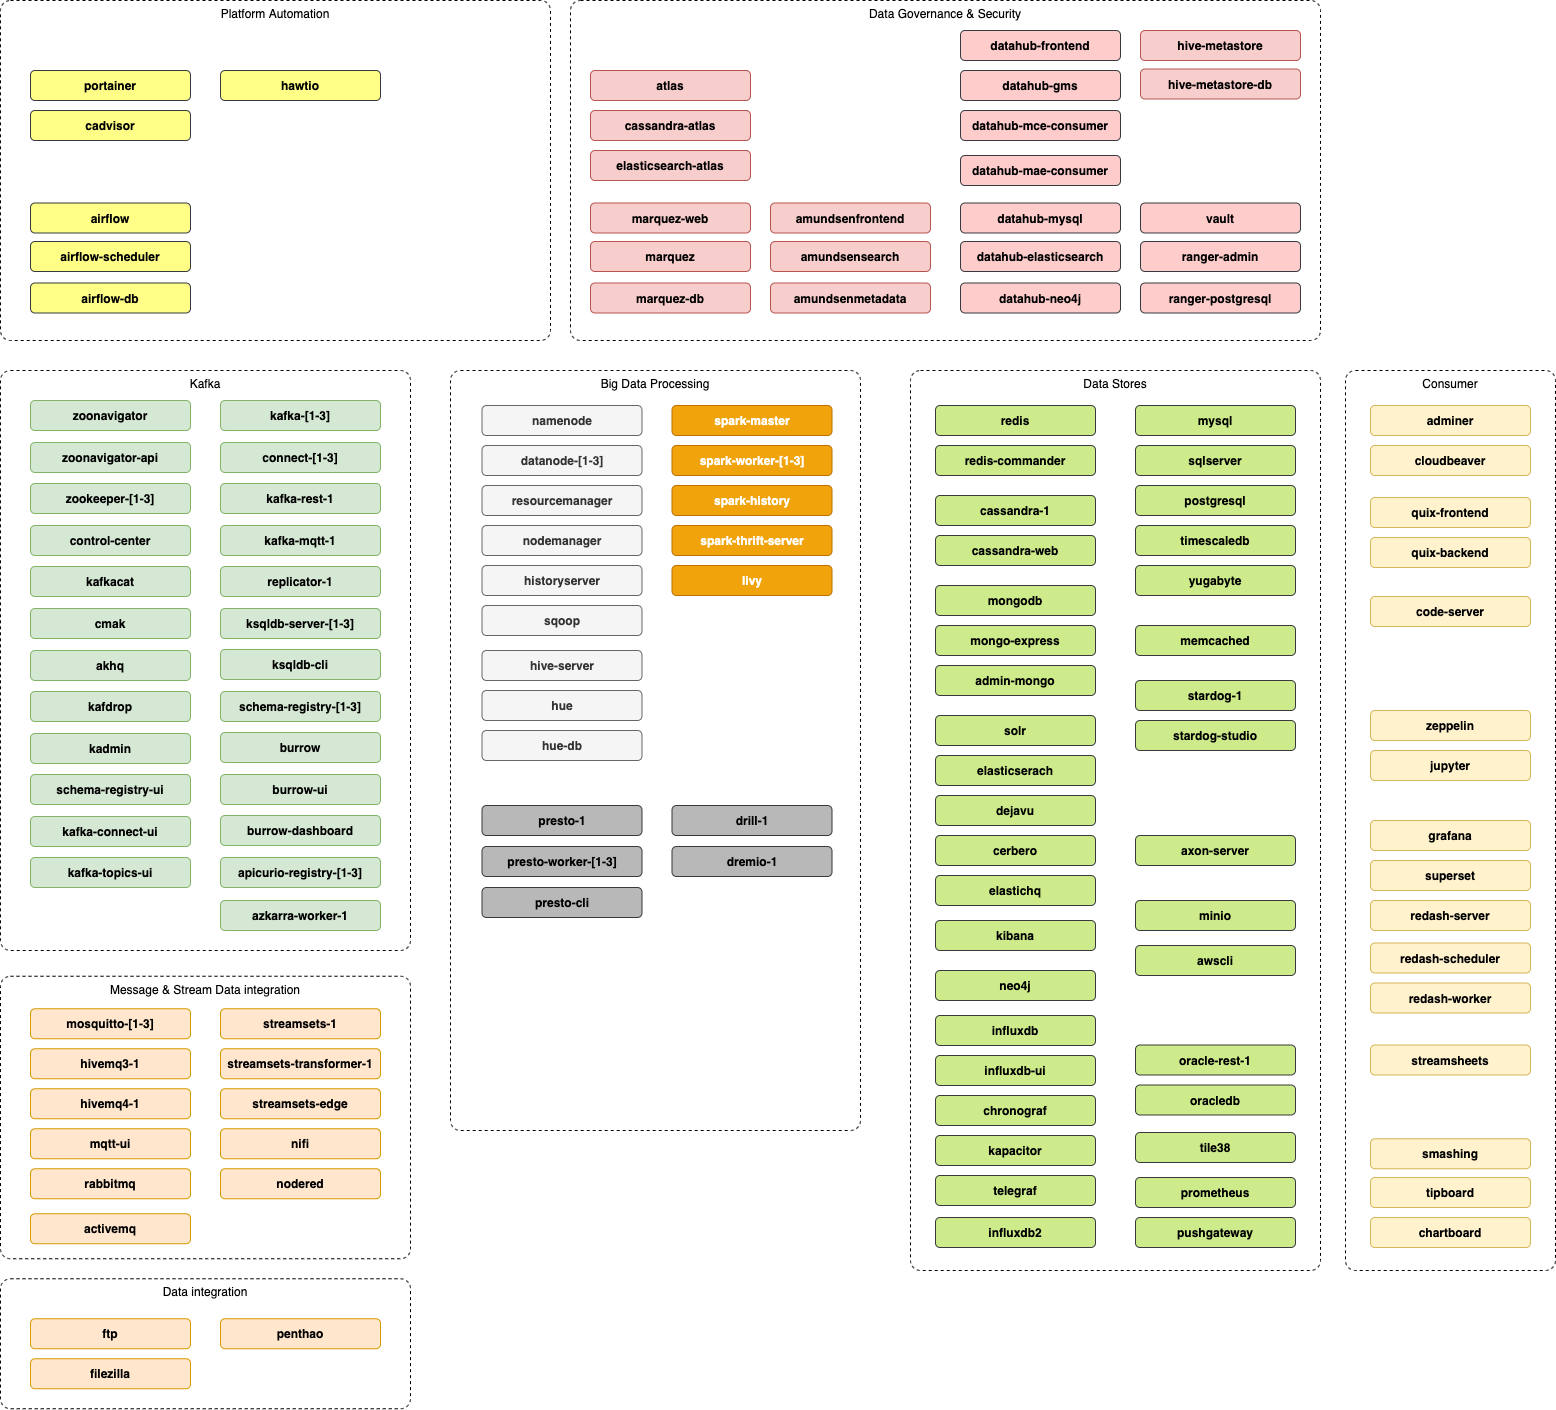 Platform Automation
portainer
hawtio
cadvisor
airflow
airflow-scheduler
airflow-db
Data Governance & Security
atlas
cassandra-atlas
elasticsearch-atlas
marquez-web
marquez
marquez-db
amundsenfrontend
amundsensearch
amundsenmetadata
datahub-frontend
datahub-gms
datahub-mce-consumer
datahub-mae-consumer
datahub-mysql
datahub-elasticsearch
datahub-neo4j
hive-metastore
hive-metastore-db
vault
ranger-admin
ranger-postgresql
Kafka
zoonavigator
zoonavigator-api
zookeeper-[1-3]
control-center
kafkacat
cmak
akhq
kafdrop
kadmin
schema-registry-ui
kafka-connect-ui
kafka-topics-ui
kafka-[1-3]
connect-[1-3]
kafka-rest-1
kafka-mqtt-1
replicator-1
ksqldb-server-[1-3]
ksqldb-cli
schema-registry-[1-3]
burrow
burrow-ui
burrow-dashboard
apicurio-registry-[1-3]
azkarra-worker-1
Big Data Processing
namenode
datanode-[1-3]
resourcemanager
nodemanager
historyserver
sqoop
hive-server
hue
hue-db
spark-master
spark-worker-[1-3]
spark-history
spark-thrift-server
livy
presto-1
presto-worker-[1-3]
presto-cli
drill-1
dremio-1
Data Stores
redis
redis-commander
cassandra-1
cassandra-web
mongodb
mongo-express
admin-mongo
solr
elasticserach
dejavu
cerbero
elastichq
kibana
neo4j
influxdb
influxdb-ui
chronograf
kapacitor
telegraf
influxdb2
mysql
sqlserver
postgresql
timescaledb
yugabyte
memcached
stardog-1
stardog-studio
axon-server
minio
awscli
oracle-rest-1
oracledb
tile38
prometheus
pushgateway
Consumer
adminer
cloudbeaver
quix-frontend
quix-backend
code-server
zeppelin
jupyter
grafana
superset
redash-server
redash-scheduler
redash-worker
streamsheets
smashing
tipboard
chartboard
Message & Stream Data integration
mosquitto-[1-3]
hivemq3-1
hivemq4-1
mqtt-ui
rabbitmq
activemq
streamsets-1
streamsets-transformer-1
streamsets-edge
nifi
nodered
Data integration
ftp
filezilla
penthao